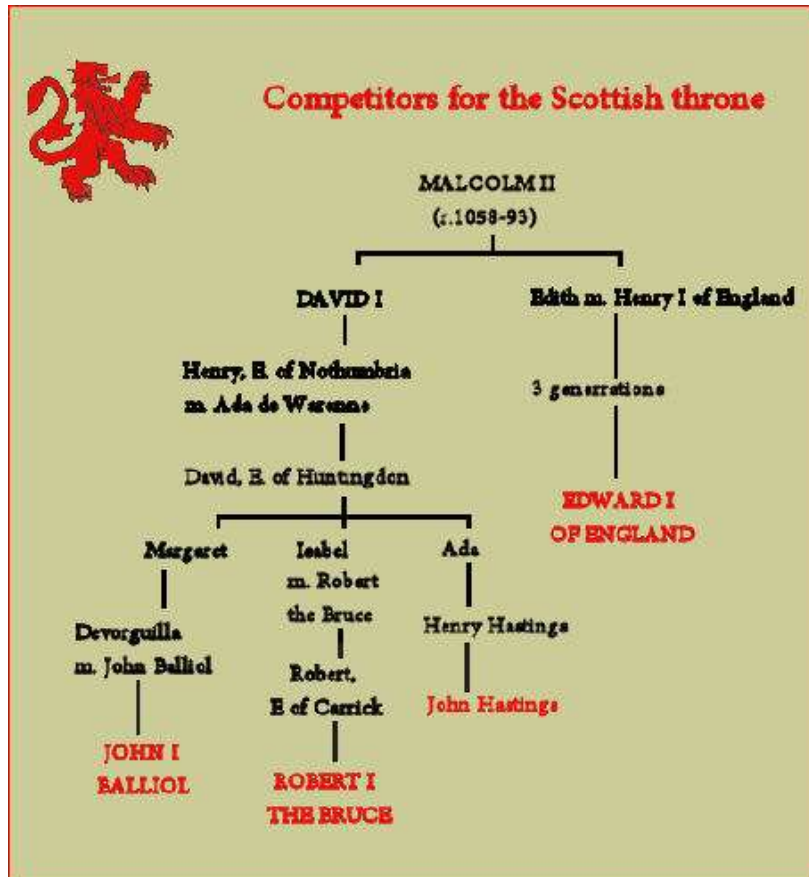 Competitors for the Scottish throne
MALCOLM II
(r.1058-93)
DAVID I
Edith m. Henry I of England
Henry, E. of Nothumbria
m. Ada de Warenne
3 generrations
David, E. of Huntingdon
EDWARD I
OF ENGLAND
Margaret
Isabel
m. Robert
the Bruce
Ada
Devorguilla
m. John Balliol
Henry Hastings
Robert,
E of Carrick
John Hastings
JOHN I
BALLIOL
ROBERT I
THE BRUCE